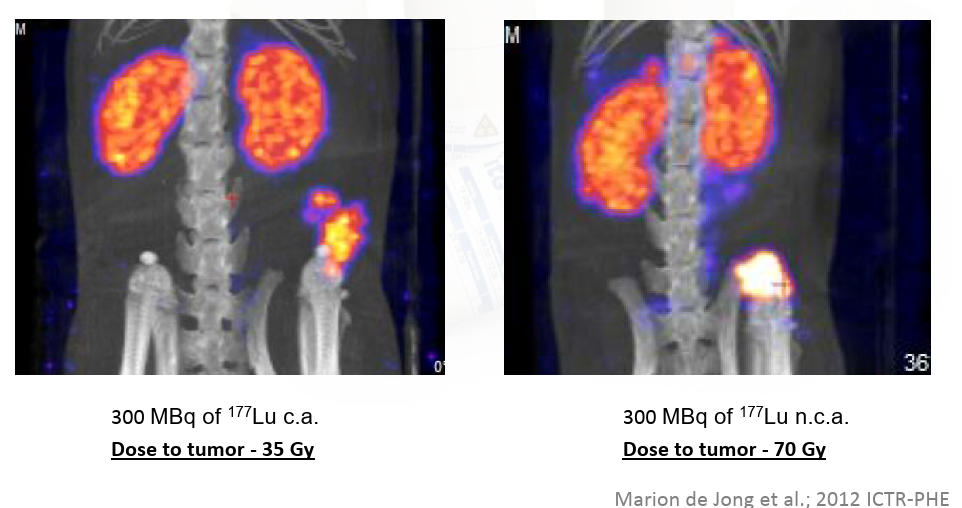 M
M
0°
36
300 MBq of ¹⁷⁷Lu c.a.
Dose to tumor - 35 Gy
300 MBq of ¹⁷⁷Lu n.c.a.
Dose to tumor - 70 Gy
Marion de Jong et al.; 2012 ICTR-PHE